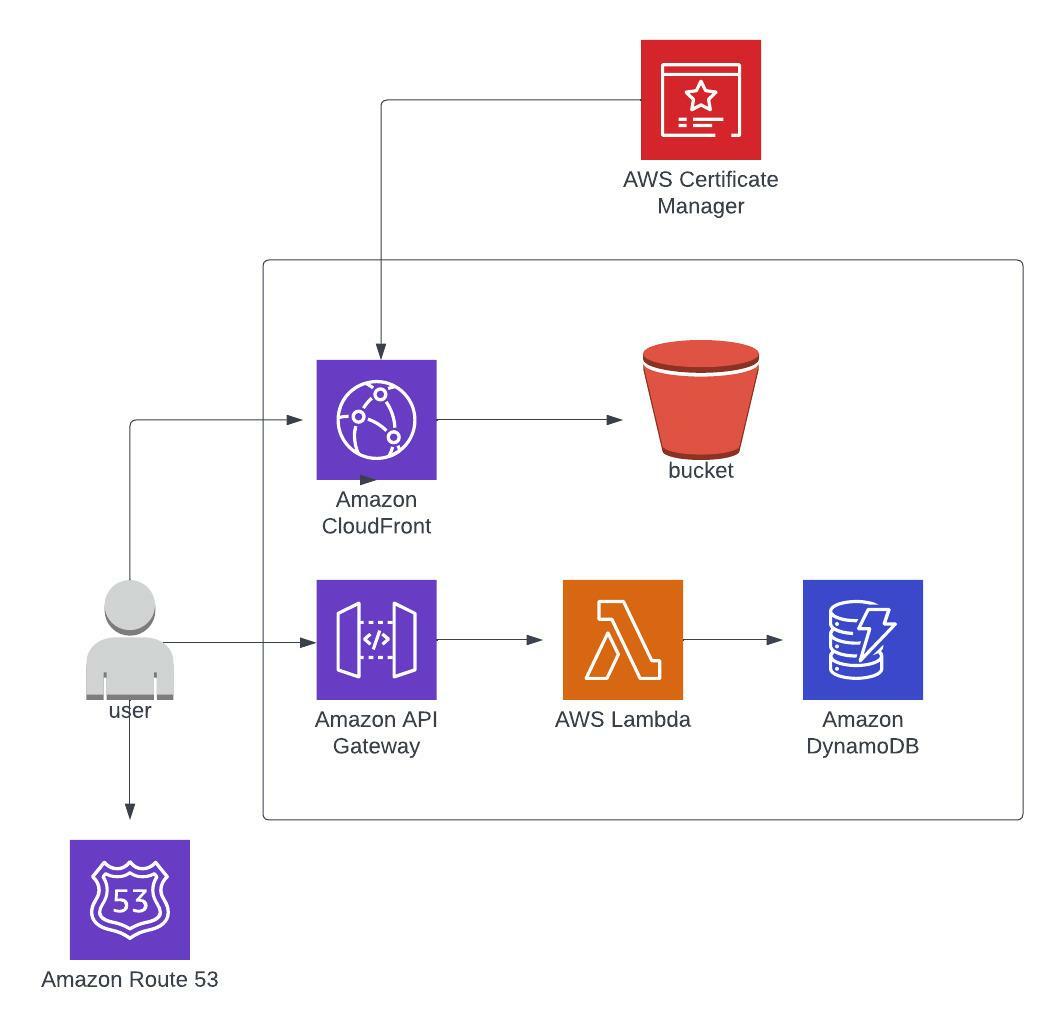 AWS Certificate
Manager
Amazon
CloudFront
bucket
user
Amazon API
Gateway
AWS Lambda
Amazon
DynamoDB
53
Amazon Route 53